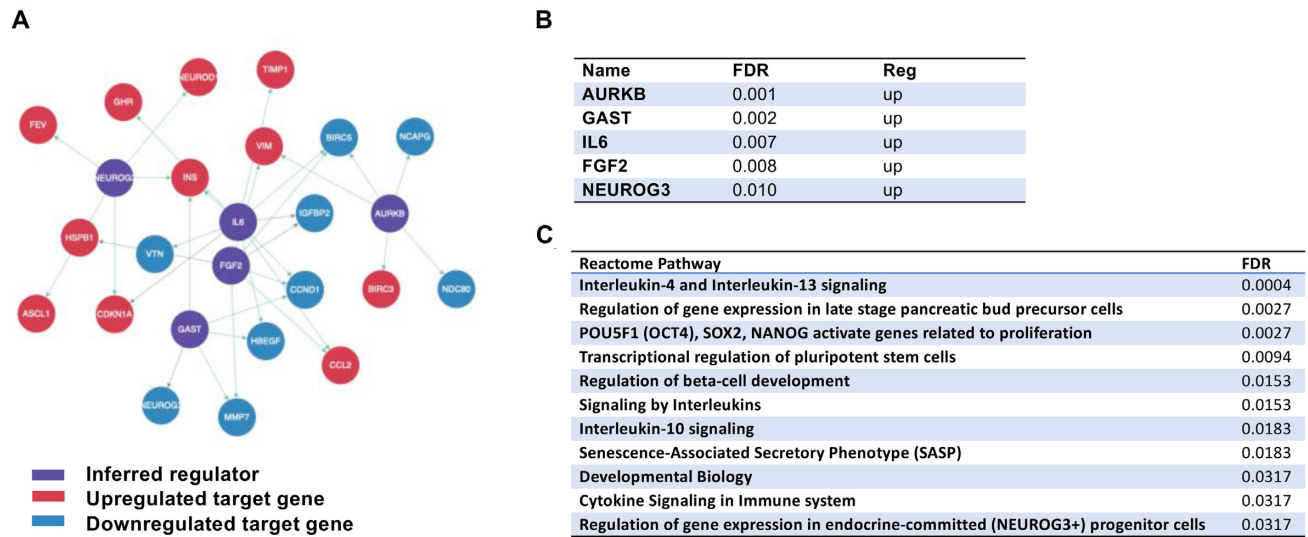 A
TIMP1
NEUROD1
GHR
FEV
VIM
BIRC5
NCAPG
NEUROG3
INS
IL6
IGFBP2
AURKB
HSPB1
VTN
FGF2
CCND1
BIRC3
NDC80
ASCL1
CDKN1A
GAST
HBEGF
CCL2
NEUROG3
MMP7
Inferred regulator
Upregulated target gene
Downregulated target gene
B
Name FDR Reg
AURKB 0.001 up
GAST 0.002 up
IL6 0.007 up
FGF2 0.008 up
NEUROG3 0.010 up
C
Reactome Pathway FDR
Interleukin-4 and Interleukin-13 signaling 0.0004
Regulation of gene expression in late stage pancreatic bud precursor cells 0.0027
POU5F1 (OCT4), SOX2, NANOG activate genes related to proliferation 0.0027
Transcriptional regulation of pluripotent stem cells 0.0094
Regulation of beta-cell development 0.0153
Signaling by Interleukins 0.0153
Interleukin-10 signaling 0.0183
Senescence-Associated Secretory Phenotype (SASP) 0.0183
Developmental Biology 0.0317
Cytokine Signaling in Immune system 0.0317
Regulation of gene expression in endocrine-committed (NEUROG3+) progenitor cells 0.0317